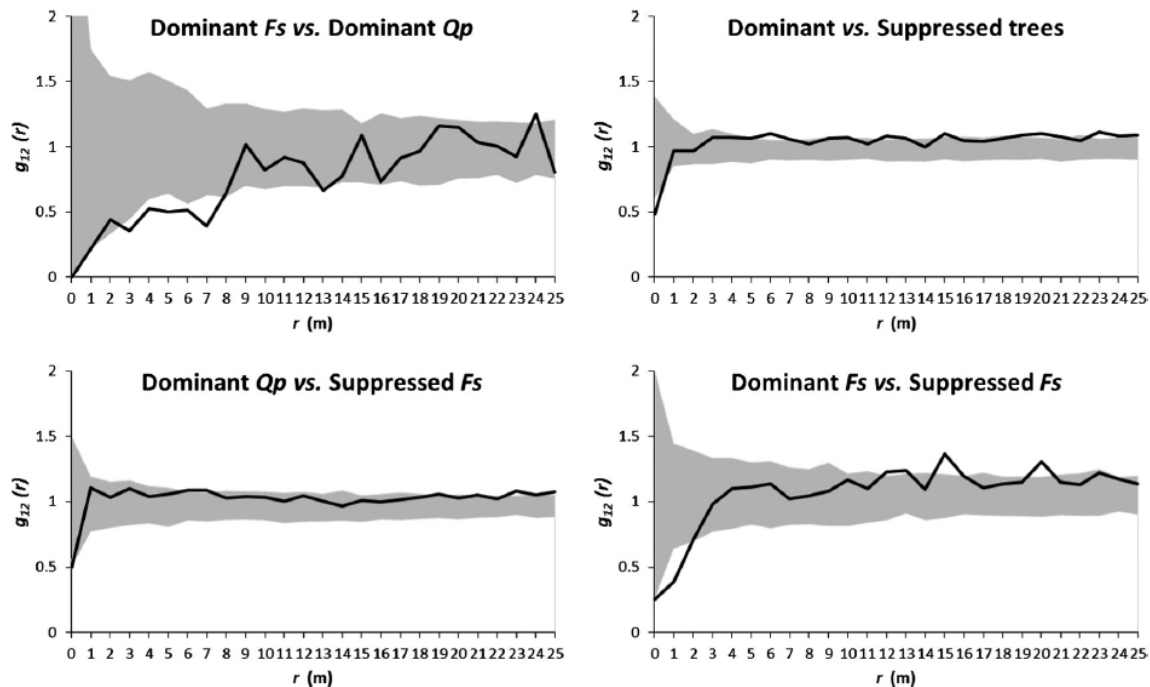 Dominant Fs vs. Dominant Qp
2
1.5
1
0.5
0
g12 (r)
0 1 2 3 4 5 6 7 8 9 10 11 12 13 14 15 16 17 18 19 20 21 22 23 24 25
r (m)
Dominant vs. Suppressed trees
2
1.5
1
0.5
0
g12 (r)
0 1 2 3 4 5 6 7 8 9 10 11 12 13 14 15 16 17 18 19 20 21 22 23 24 25
r (m)
Dominant Qp vs. Suppressed Fs
2
1.5
1
0.5
0
g12 (r)
0 1 2 3 4 5 6 7 8 9 10 11 12 13 14 15 16 17 18 19 20 21 22 23 24 25
r (m)
Dominant Fs vs. Suppressed Fs
2
1.5
1
0.5
0
g12 (r)
0 1 2 3 4 5 6 7 8 9 10 11 12 13 14 15 16 17 18 19 20 21 22 23 24 25
r (m)